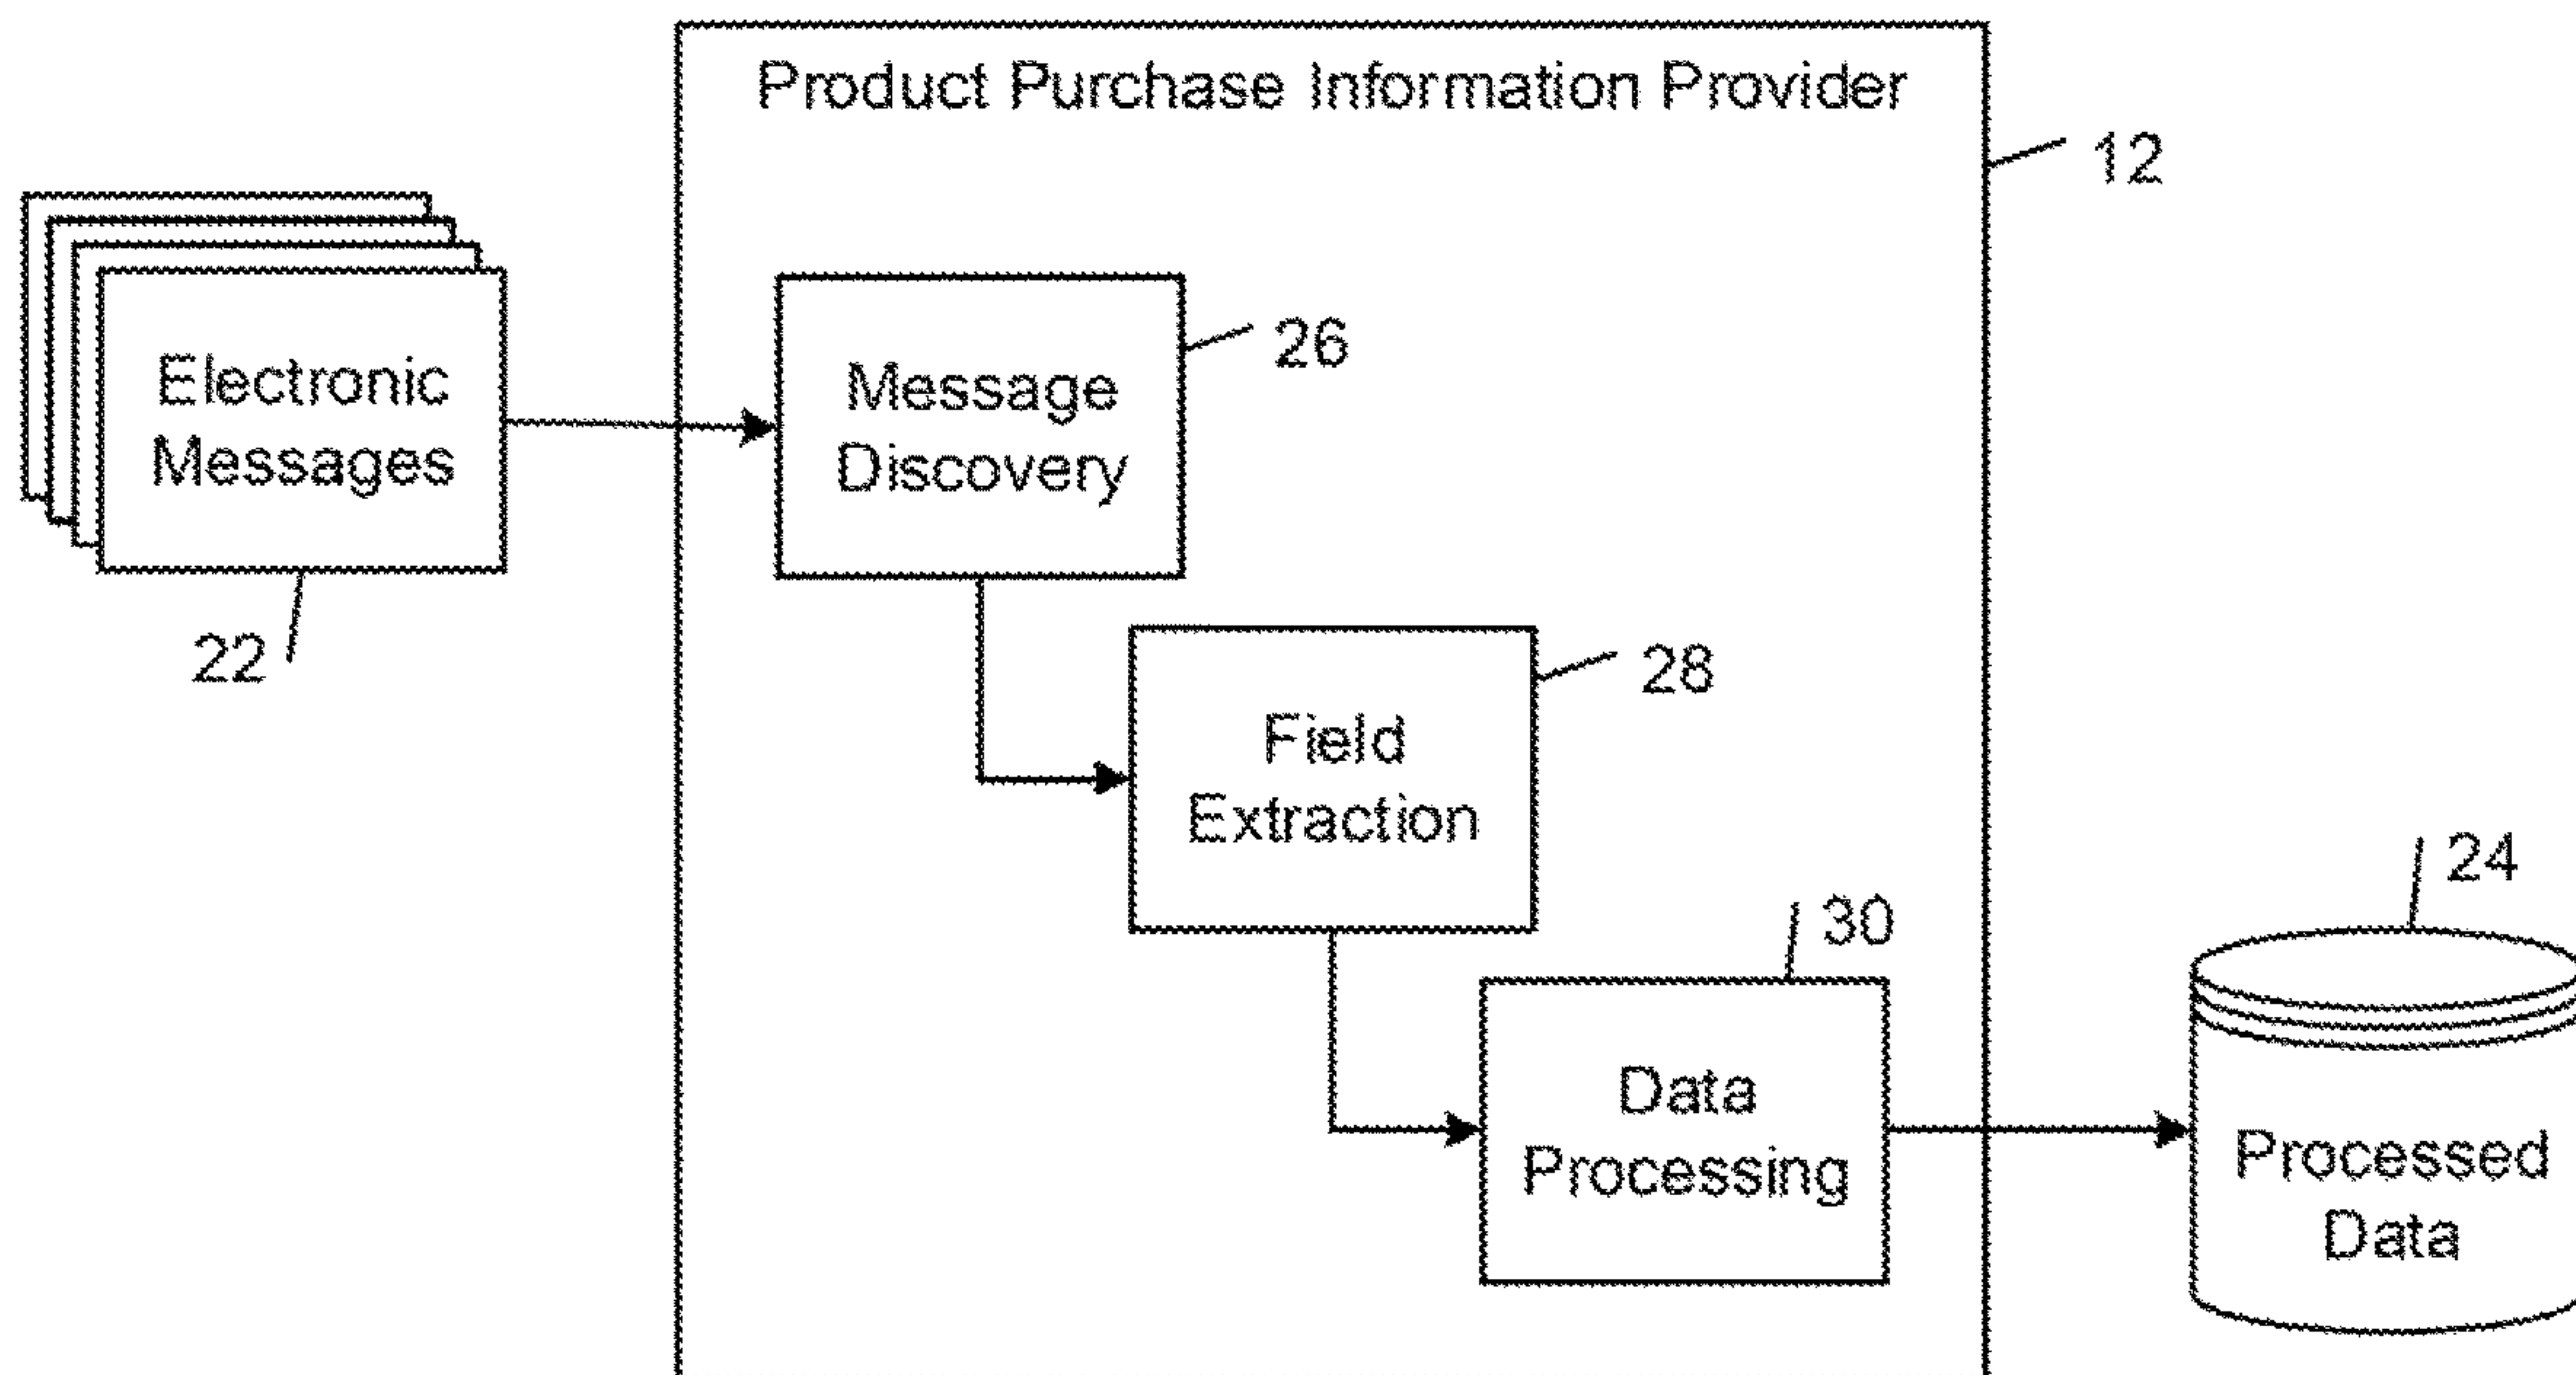 Product Purchase Information Provider
12
Electronic
Messages
22
Message
Discovery
26
Field
Extraction
28
Data
Processing
30
24
Processed
Data